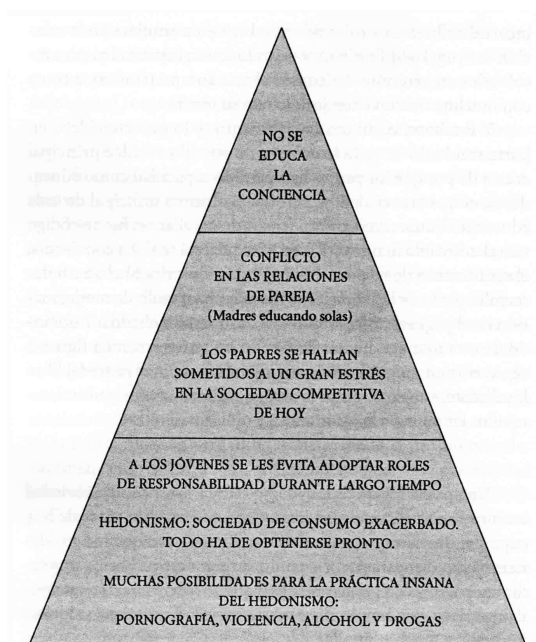 NO SE
EDUCA
LA
CONCIENCIA
CONFLICTO
EN LAS RELACIONES
DE PAREJA
(Madres educando solas)
LOS PADRES SE HALLAN
SOMETIDOS A UN GRAN ESTRÉS
EN LA SOCIEDAD COMPETITIVA
DE HOY
A LOS JÓVENES SE LES EVITA ADOPTAR ROLES
DE RESPONSABILIDAD DURANTE LARGO TIEMPO
HEDONISMO: SOCIEDAD DE CONSUMO EXACERBADO.
TODO HA DE OBTENERSE PRONTO.
MUCHAS POSIBILIDADES PARA LA PRÁCTICA INSANA
DEL HEDONISMO:
PORNOGRAFÍA, VIOLENCIA, ALCOHOL Y DROGAS